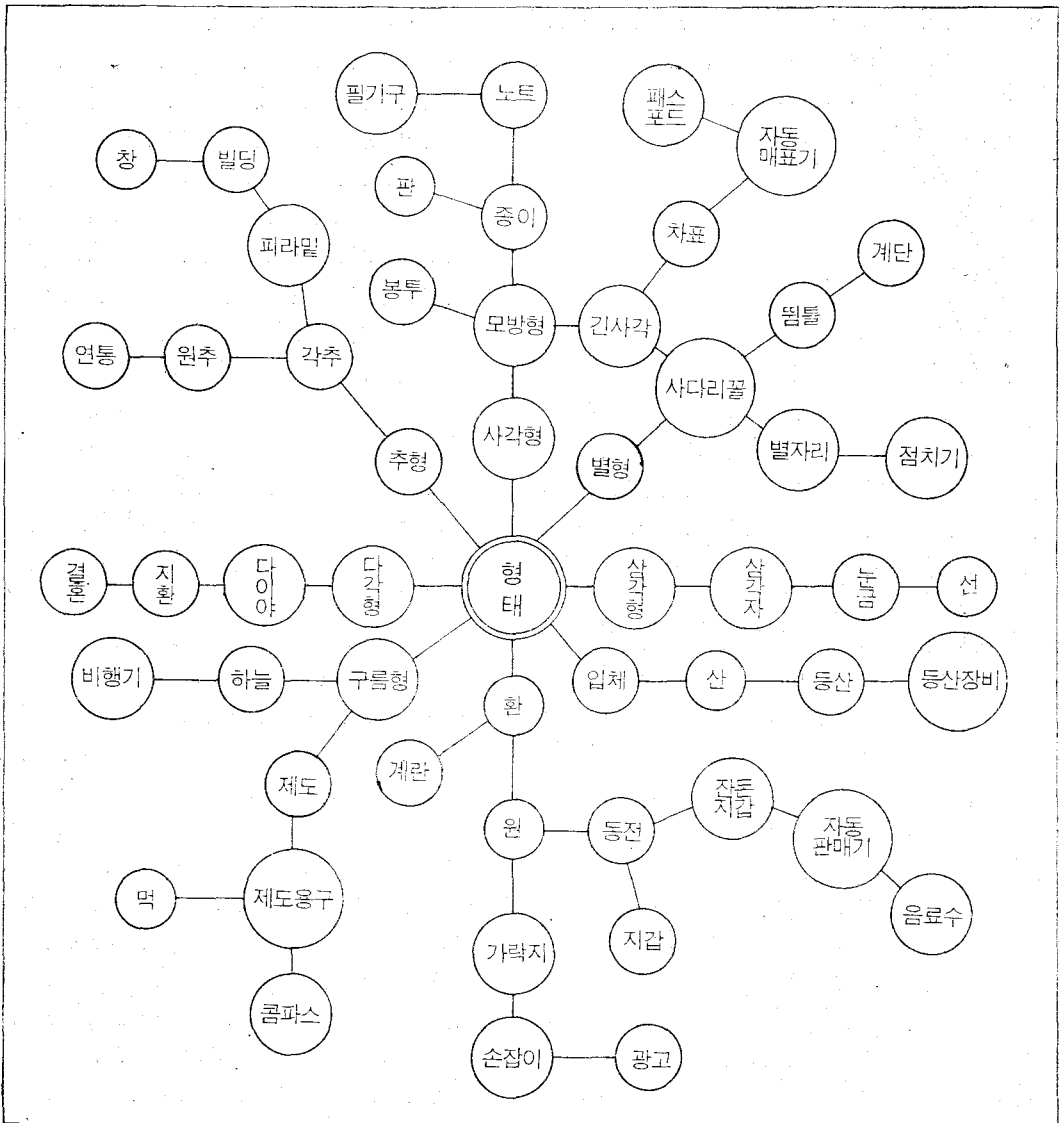 필기구
노트
패스
포드
자동
매표기
창
빌딩
판
종이
차표
계단
피라밑
봉투
모방형
긴사각
뜀틀
연통
원추
각추
사다리꼴
추형
사각형
별형
별자리
점치기
결혼
지환
다이야
다각형
형태
삼각형
삼각자
눈금
선
비행기
하늘
구름형
환
입체
산
등산
등산장비
제도
계란
원
동전
잔돈
지갑
자동
판매기
먹
제도용구
가락지
지갑
음료수
콤파스
손잡이
광고